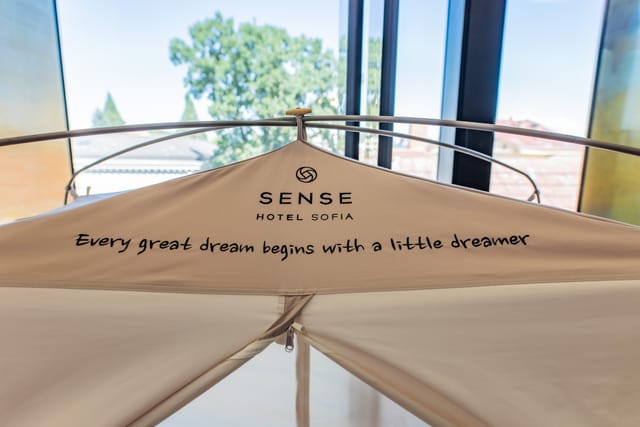 SENSE
HOTEL SOFIA
Every great dream begins with a little dreamer